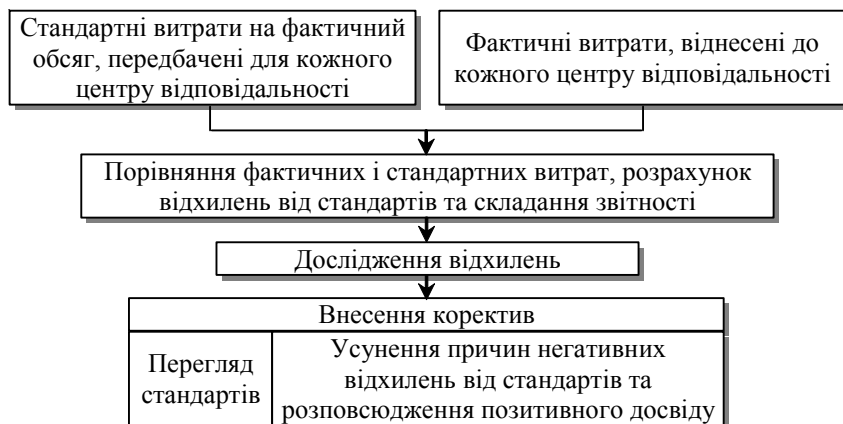 Стандартні витрати на фактичний
обсяг, передбачені для кожного
центру відповідальності
Фактичні витрати, віднесені до
кожного центру відповідальності
Порівняння фактичних і стандартних витрат, розрахунок
відхилень від стандартів та складання звітності
Дослідження відхилень
Внесення коректив
Перегляд
стандартів
Усунення причин негативних
відхилень від стандартів та
розповсюдження позитивного досвіду